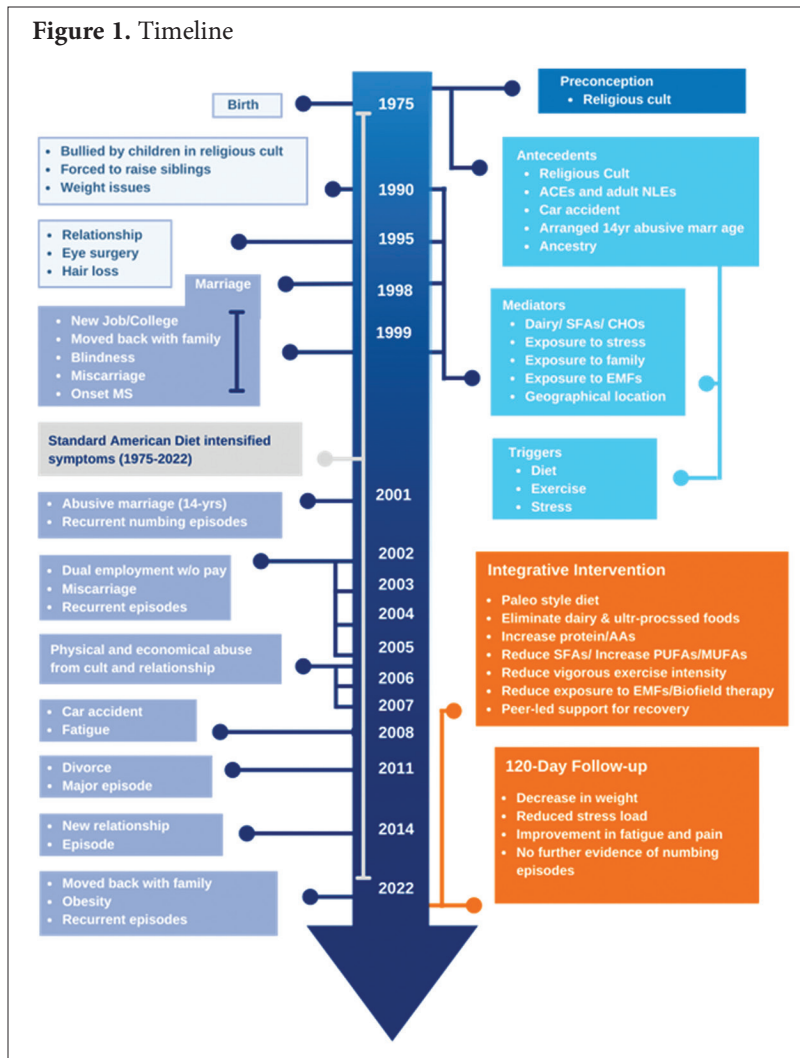 Figure 1. Timeline
Birth
1975
Preconception
• Religious cult
• Bullied by children in religious cult
• Forced to raise siblings
• Weight issues
1990
Antecedents
• Religious Cult
• ACEs and adult NLEs
• Car accident
• Arranged 14yr abusive marr age
• Ancestry
• Relationship
• Eye surgery
• Hair loss
1995
Marriage
1998
• New Job/College
• Moved back with family
• Blindness
• Miscarriage
• Onset MS
1999
Mediators
• Dairy/ SFAs/ CHOs
• Exposure to stress
• Exposure to family
• Exposure to EMFs
• Geographical location
Standard American Diet intensified
symptoms (1975-2022)
Triggers
• Diet
• Exercise
• Stress
• Abusive marriage (14-yrs)
• Recurrent numbing episodes
2001
2002
• Dual employment w/o pay
• Miscarriage
• Recurrent episodes
2003
2004
2005
Physical and economical abuse
from cult and relationship
2006
2007
Integrative Intervention
• Paleo style diet
• Eliminate dairy & ultr-procssed foods
• Increase protein/AAs
• Reduce SFAs/ Increase PUFAs/MUFAs
• Reduce vigorous exercise intensity
• Reduce exposure to EMFs/Biofield therapy
• Peer-led support for recovery
• Car accident
• Fatigue
2008
• Divorce
• Major episode
2011
120-Day Follow-up
• Decrease in weight
• Reduced stress load
• Improvement in fatigue and pain
• No further evidence of numbing
episodes
• New relationship
• Episode
2014
• Moved back with family
• Obesity
• Recurrent episodes
2022